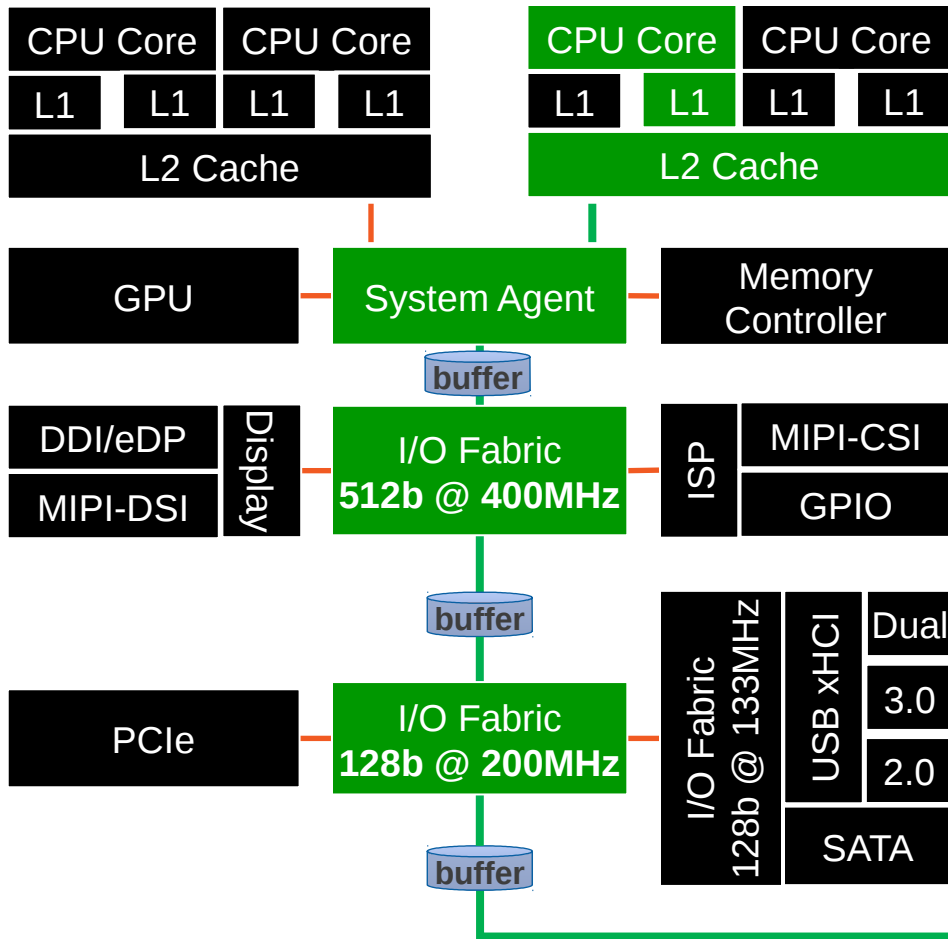 CPU Core
CPU Core
CPU Core
CPU Core
L1
L1
L1
L1
L1
L1
L1
L1
L2 Cache
L2 Cache
GPU
System Agent
Memory
Controller
buffer
DDI/eDP
MIPI-DSI
Display
I/O Fabric
512b @ 400MHz
ISP
MIPI-CSI
GPIO
buffer
PCIe
I/O Fabric
128b @ 200MHz
I/O Fabric
128b @ 133MHz
USB xHCI
Dual
3.0
2.0
SATA
buffer